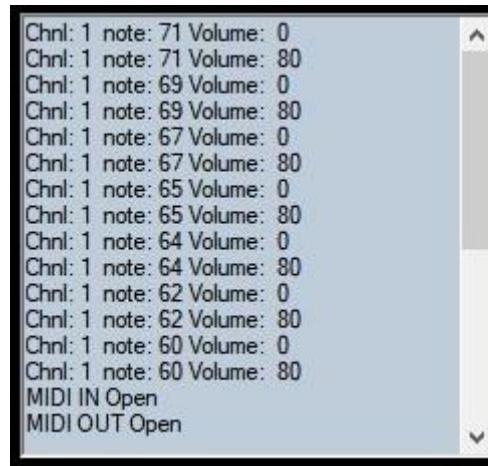 Chnl: 1 note: 71 Volume: 0
Chnl: 1 note: 71 Volume: 80
Chnl: 1 note: 69 Volume: 0
Chnl: 1 note: 69 Volume: 80
Chnl: 1 note: 67 Volume: 0
Chnl: 1 note: 67 Volume: 80
Chnl: 1 note: 65 Volume: 0
Chnl: 1 note: 65 Volume: 80
Chnl: 1 note: 64 Volume: 0
Chnl: 1 note: 64 Volume: 80
Chnl: 1 note: 62 Volume: 0
Chnl: 1 note: 62 Volume: 80
Chnl: 1 note: 60 Volume: 0
Chnl: 1 note: 60 Volume: 80
MIDI IN Open
MIDI OUT Open